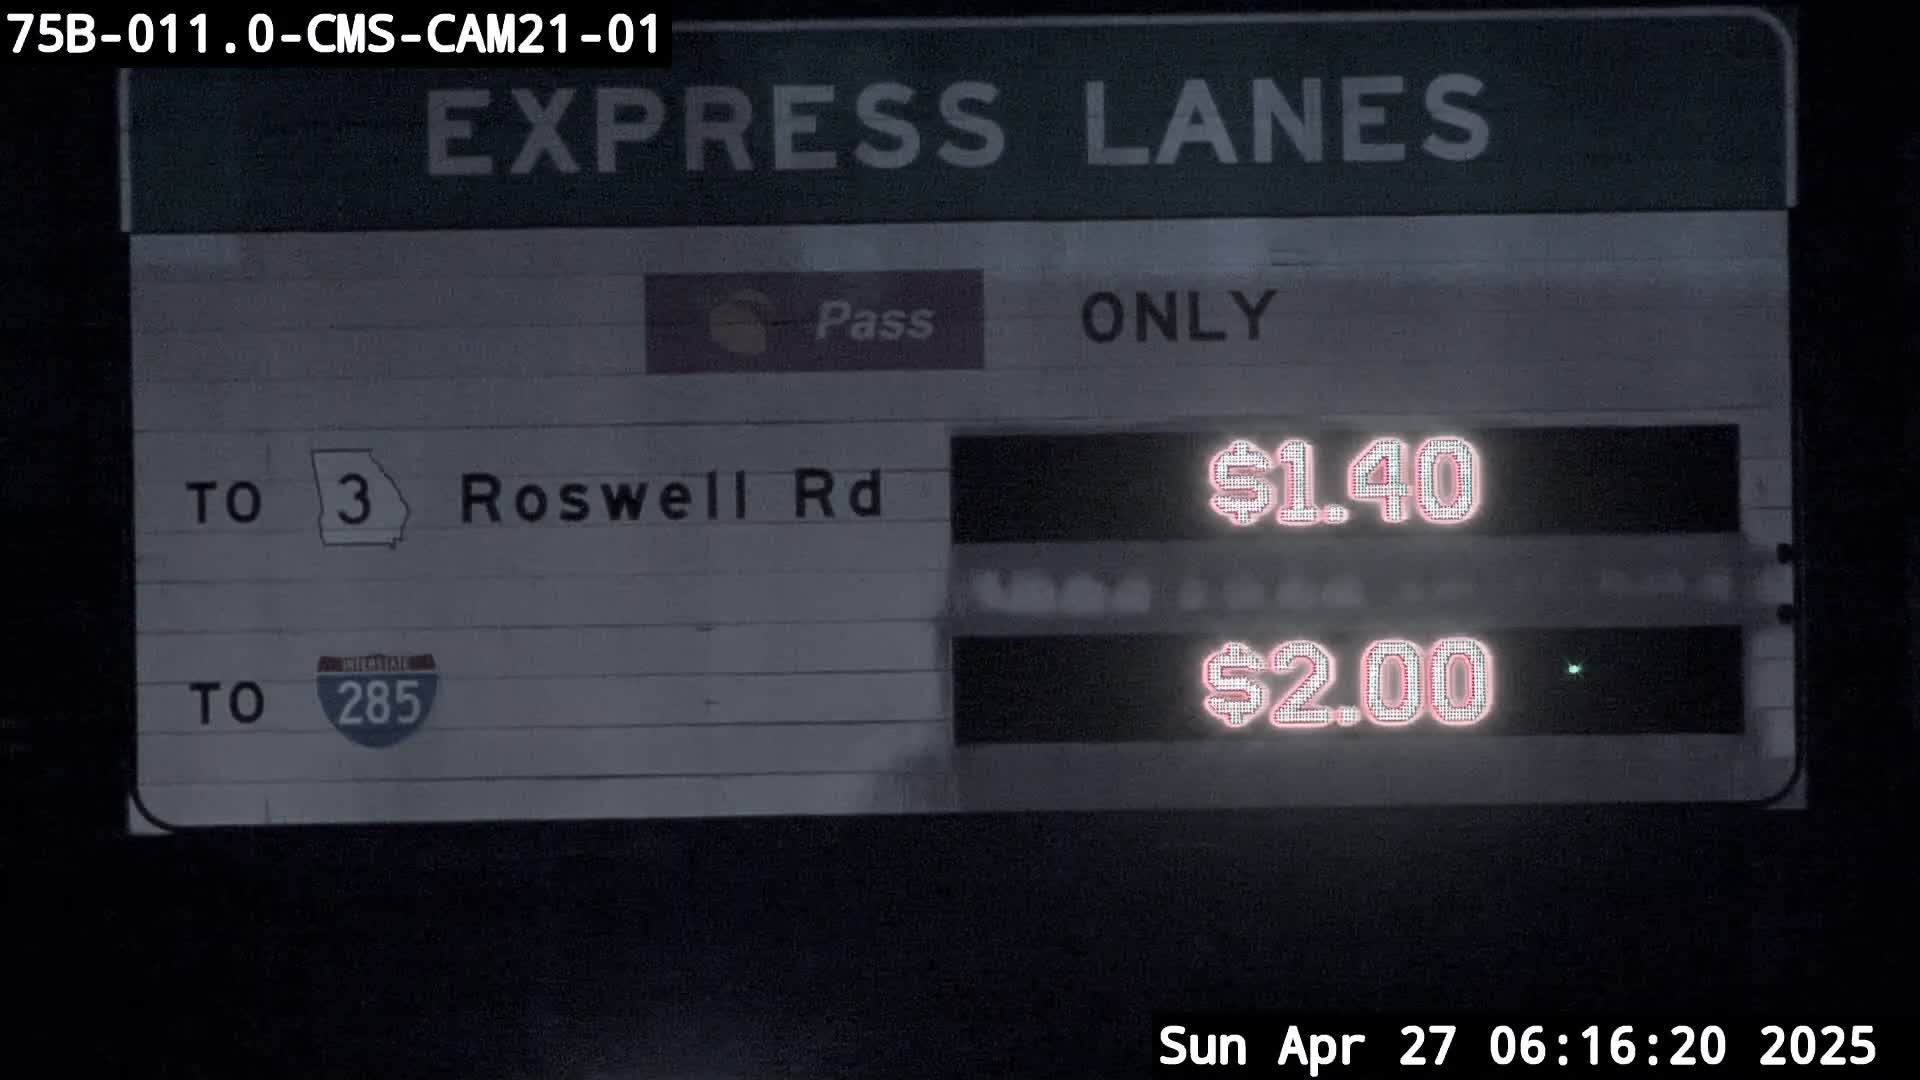 75B-011.0-CMS-CAM21-01
EXPRESS LANES
Pass ONLY
TO 3 Roswell Rd $1.40
TO INTERSTATE 285 $2.00
Sun Apr 27 06:16:20 2025